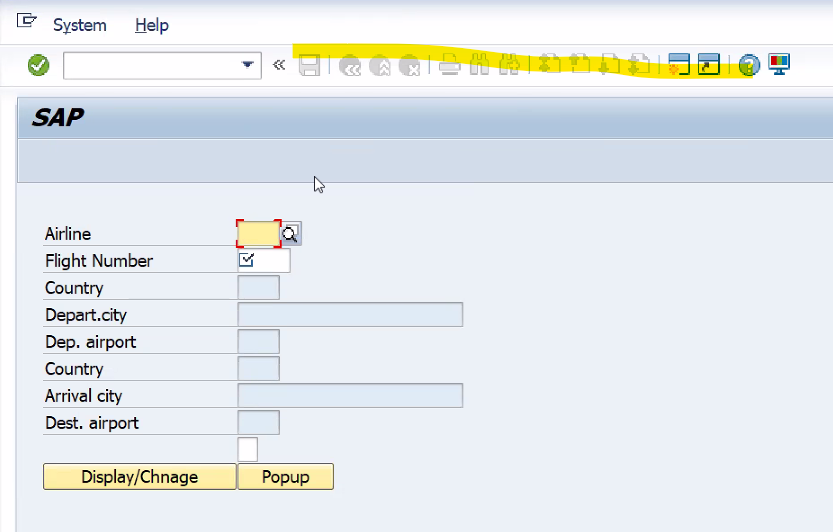 System Help
SAP
Airline
Flight Number
Country
Depart.city
Dep. airport
Country
Arrival city
Dest. airport
Display/Chnage Popup